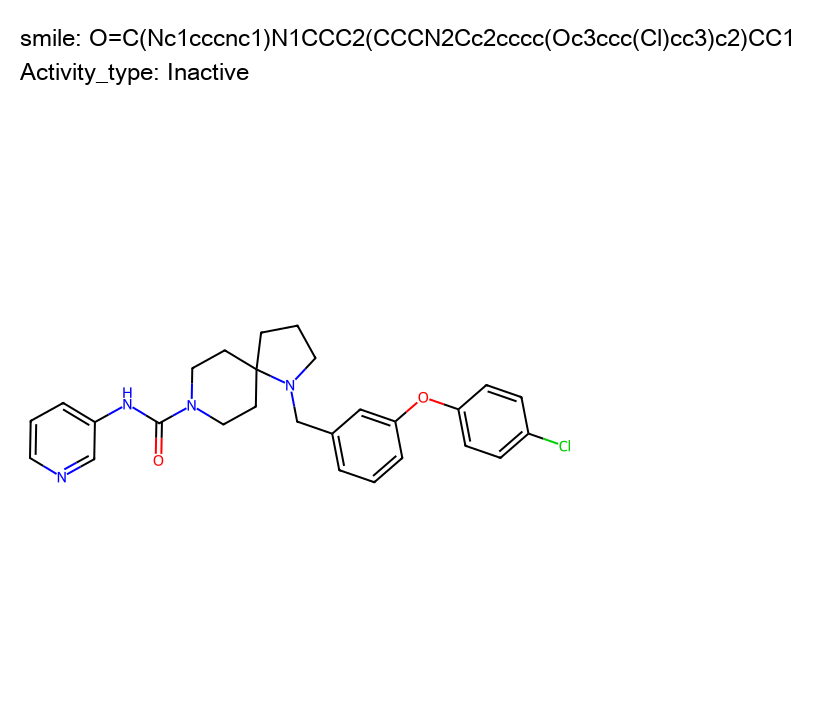 smile: O=C(Nc1cccnc1)N1CCC2(CCCN2Cc2cccc(Oc3ccc(Cl)cc3)c2)CC1
Activity_type: Inactive
H
N
O
N
N
O
Cl
N